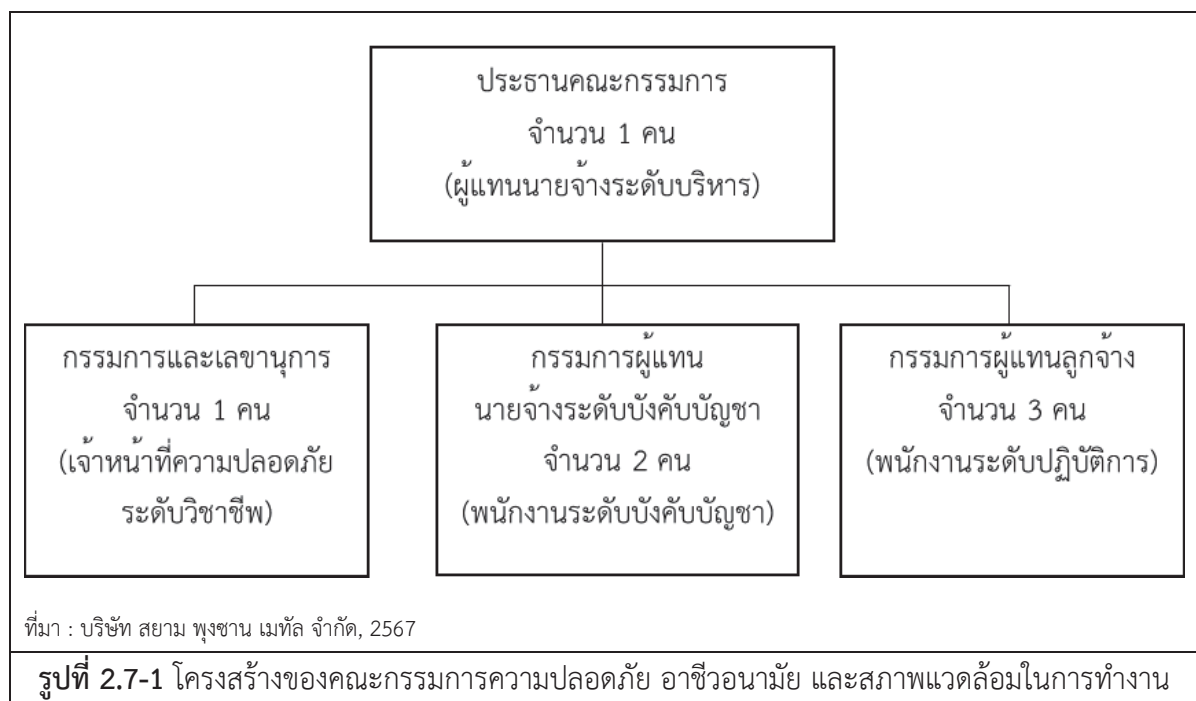 ประธานคณะกรรมการ
จำนวน 1 คน
(ผู้แทนนายจ้างระดับบริหาร)
กรรมการและเลขานุการ
จำนวน 1 คน
(เจ้าหน้าที่ความปลอดภัย
ระดับวิชาชีพ)
กรรมการผู้แทน
นายจ้างระดับบังคับบัญชา
จำนวน 2 คน
(พนักงานระดับบังคับบัญชา)
กรรมการผู้แทนลูกจ้าง
จำนวน 3 คน
(พนักงานระดับปฏิบัติการ)
ที่มา : บริษัท สยาม พุงซาน เมทัล จำกัด, 2567
รูปที่ 2.7-1 โครงสร้างของคณะกรรมการความปลอดภัย อาชีวอนามัย และสภาพแวดล้อมในการทำงาน